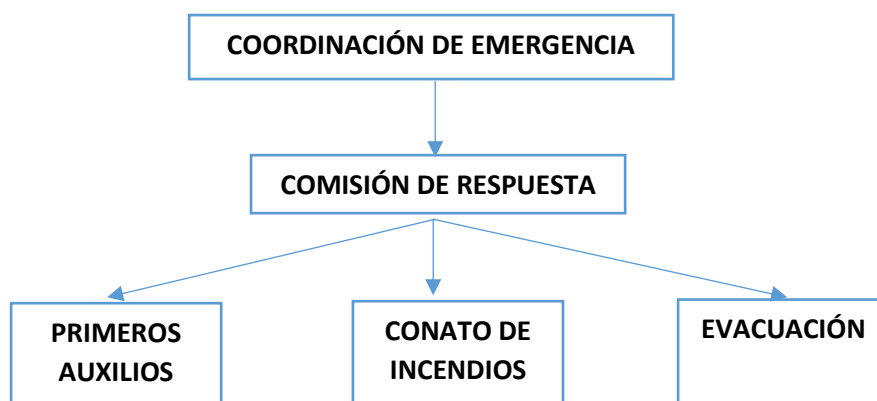 COORDINACIÓN DE EMERGENCIA
COMISIÓN DE RESPUESTA
PRIMEROS
AUXILIOS
CONATO DE
INCENDIOS
EVACUACIÓN